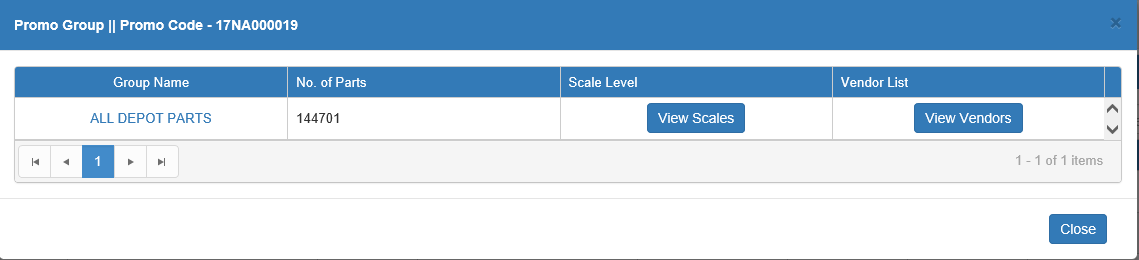 Promo Group || Promo Code - 17NA000019
×
Group Name No. of Parts Scale Level Vendor List
ALL DEPOT PARTS 144701 View Scales View Vendors
1 1 - 1 of 1 items
Close